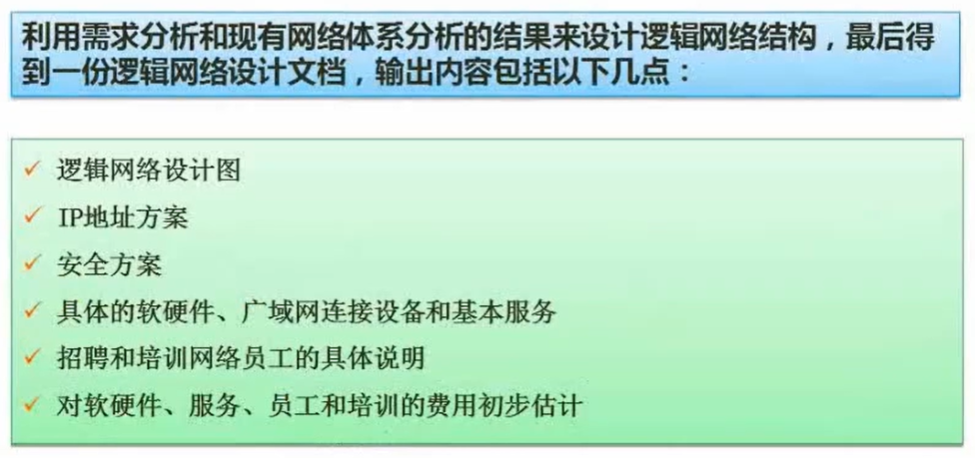 利用需求分析和现有网络体系分析的结果来设计逻辑网络结构，最后得
到一份逻辑网络设计文档，输出内容包括以下几点：
逻辑网络设计图
IP地址方案
安全方案
具体的软硬件、广域网连接设备和基本服务
招聘和培训网络员工的具体说明
对软硬件、服务、员工和培训的费用初步估计